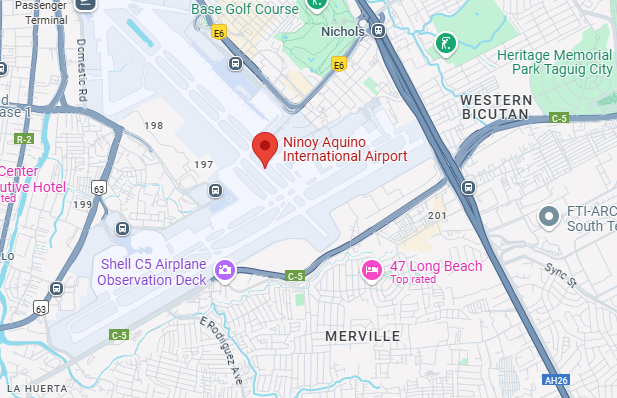 Passenger
Terminal
Base Golf Course
E6
Nichols
E6
Heritage Memorial
Park Taguig City
Domestic Rd
WESTERN
BICUTAN
C-5
198
R-2
Ninoy Aquino
International Airport
197
Center
utive Hotel
ted
63
199
201
FTI-ARC
South Te
LO
Shell C5 Airplane
Observation Deck
47 Long Beach
Top rated
C-5
Sync St
63
C-5
E Rodriguez Ave
MERVILLE
AH26
LA HUERTA